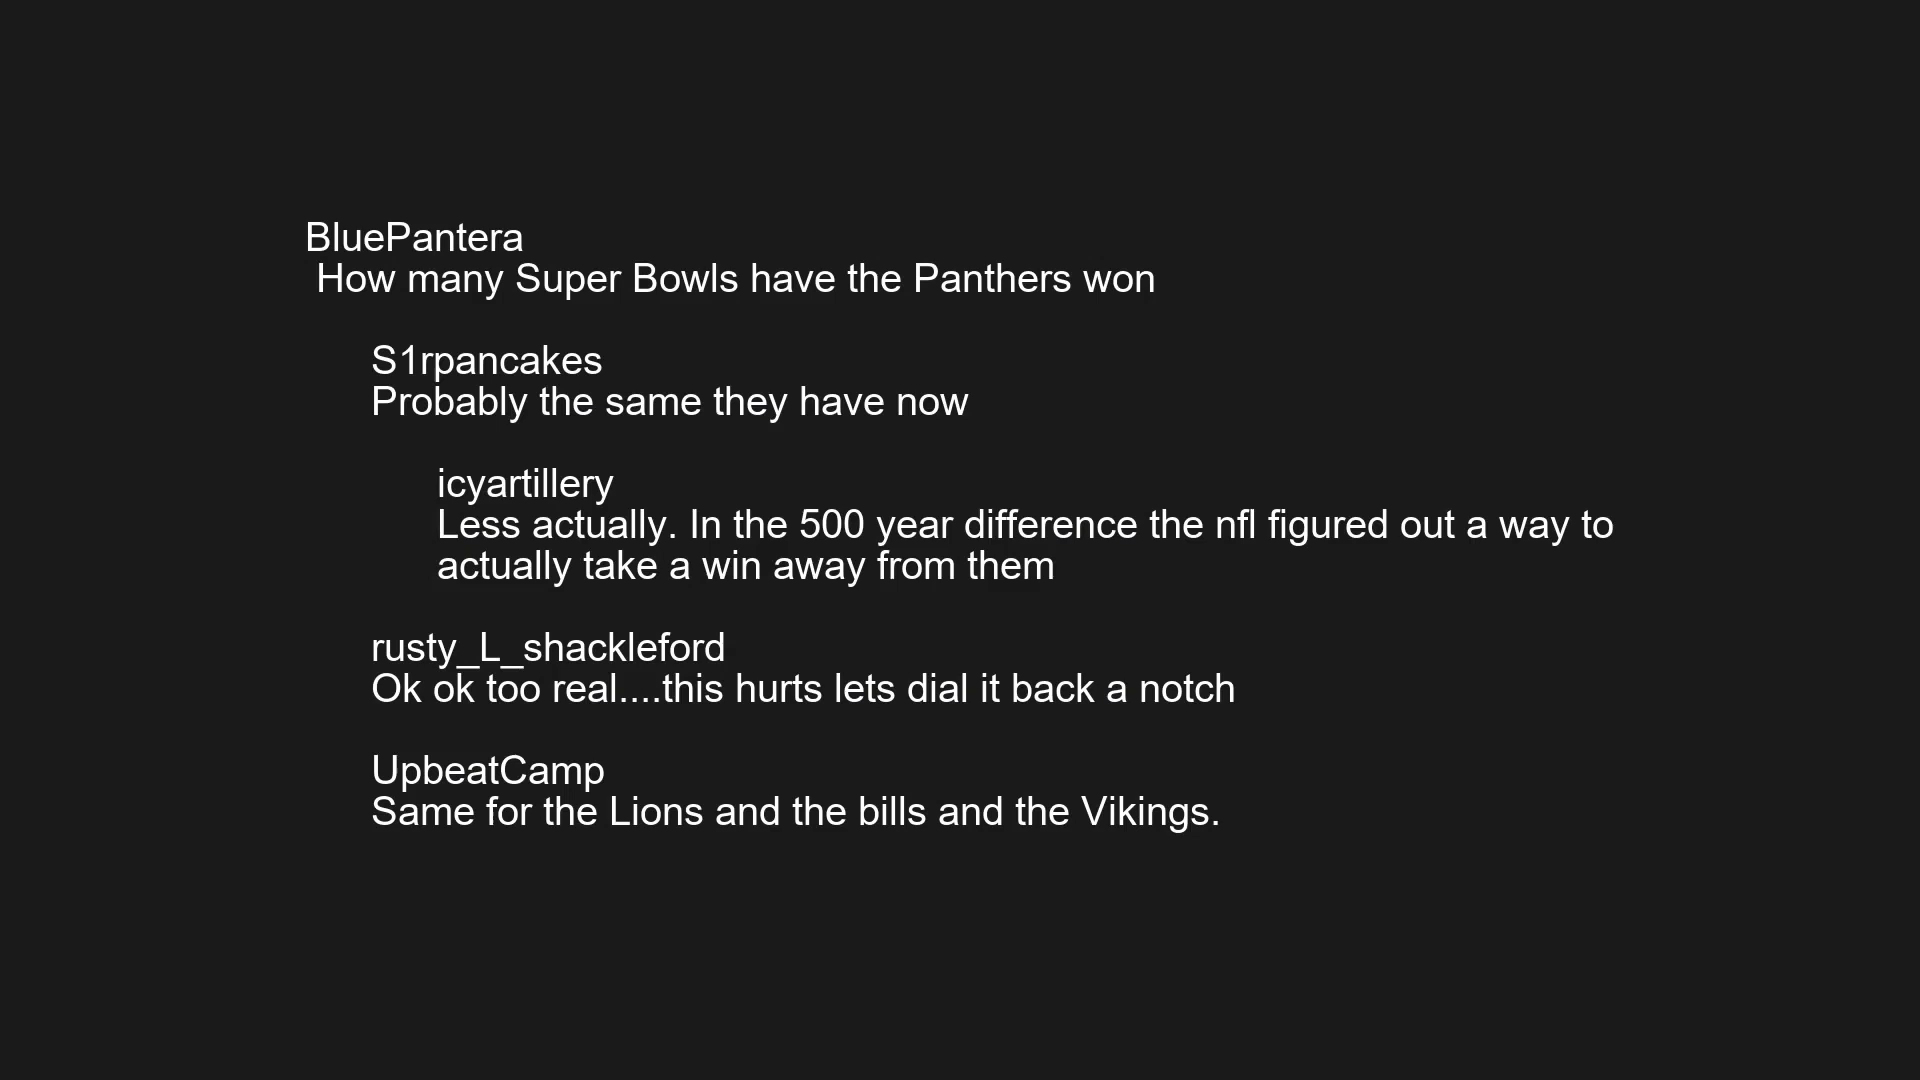 BluePantera
How many Super Bowls have the Panthers won
S1rpancakes
Probably the same they have now
icyartillery
Less actually. In the 500 year difference the nfl figured out a way to
actually take a win away from them
rusty_L_shackleford
Ok ok too real....this hurts lets dial it back a notch
UpbeatCamp
Same for the Lions and the bills and the Vikings.